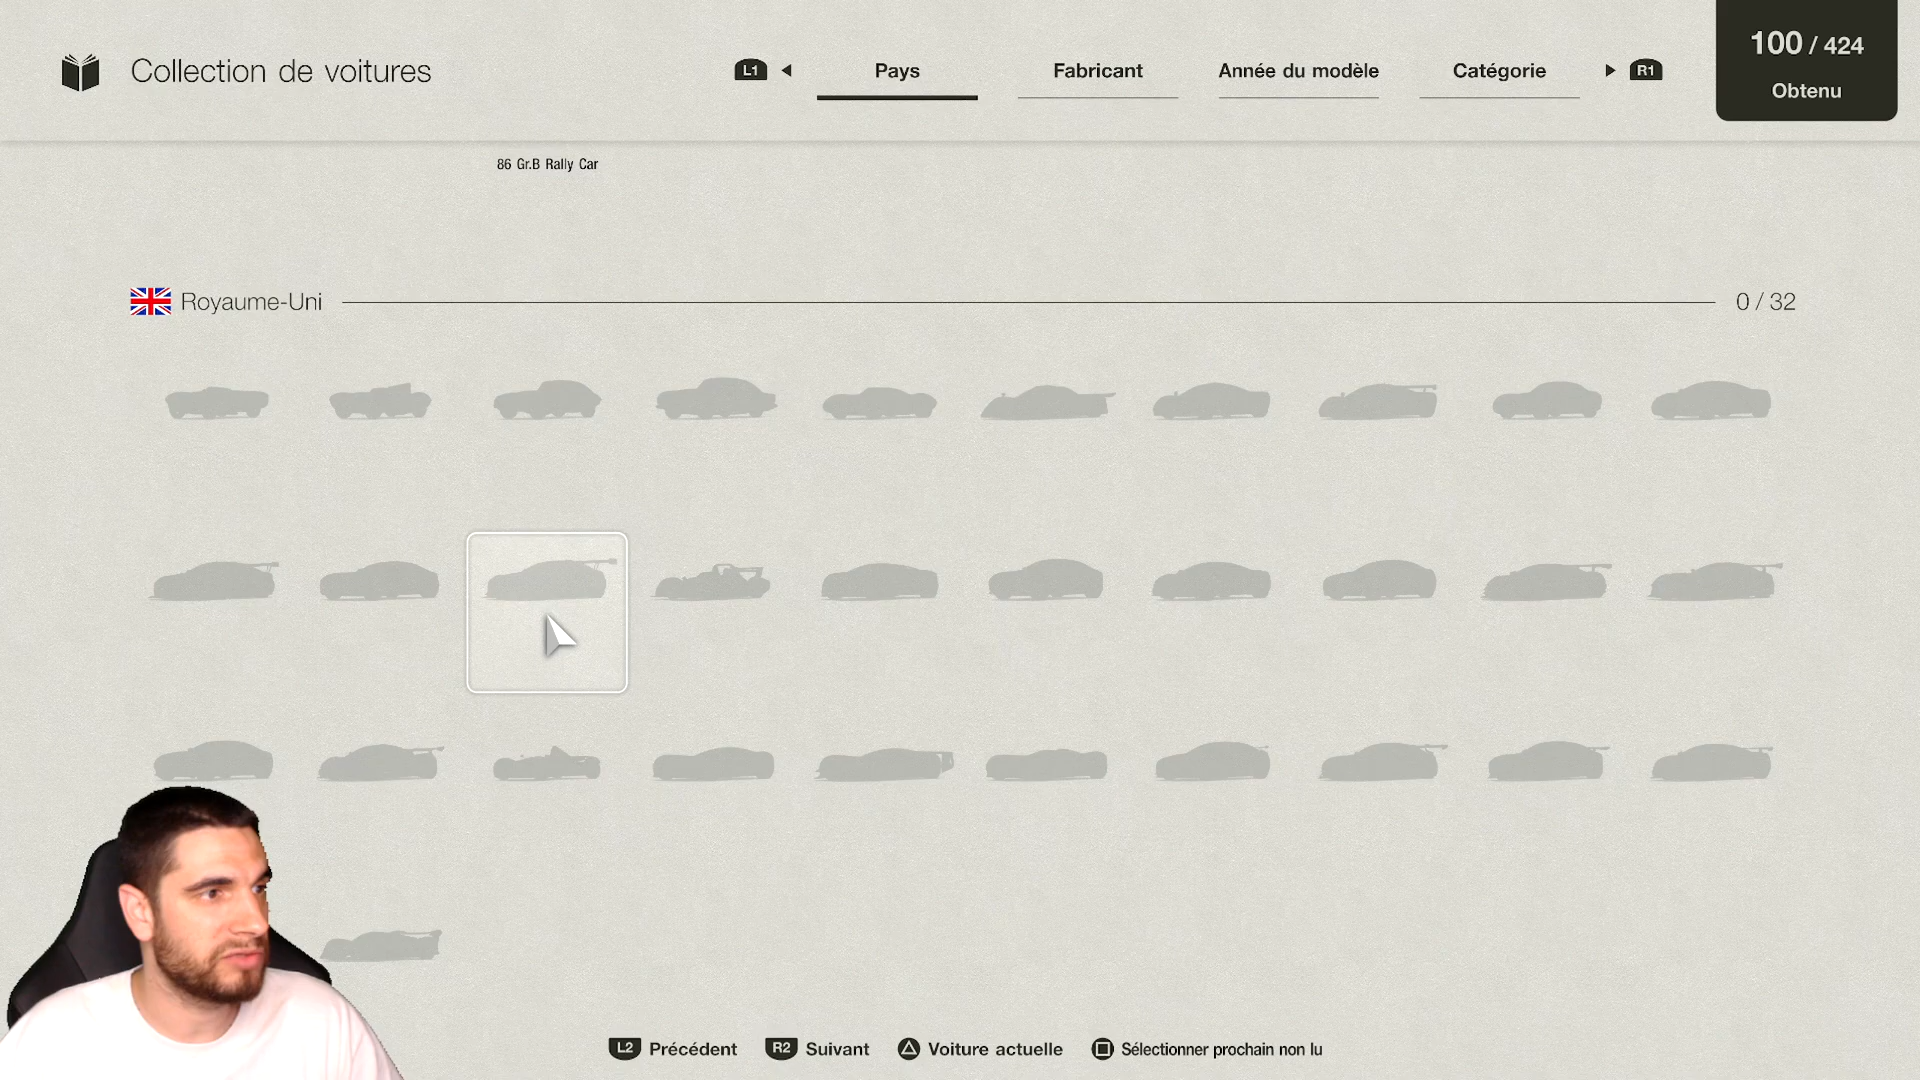 Collection de voitures
L1 Pays Fabricant Année du modèle Catégorie R1
100 / 424
Obtenu
86 Gr.B Rally Car
Royaume-Uni 0 / 32
L2 Précédent R2 Suivant Voiture actuelle Sélectionner prochain non lu